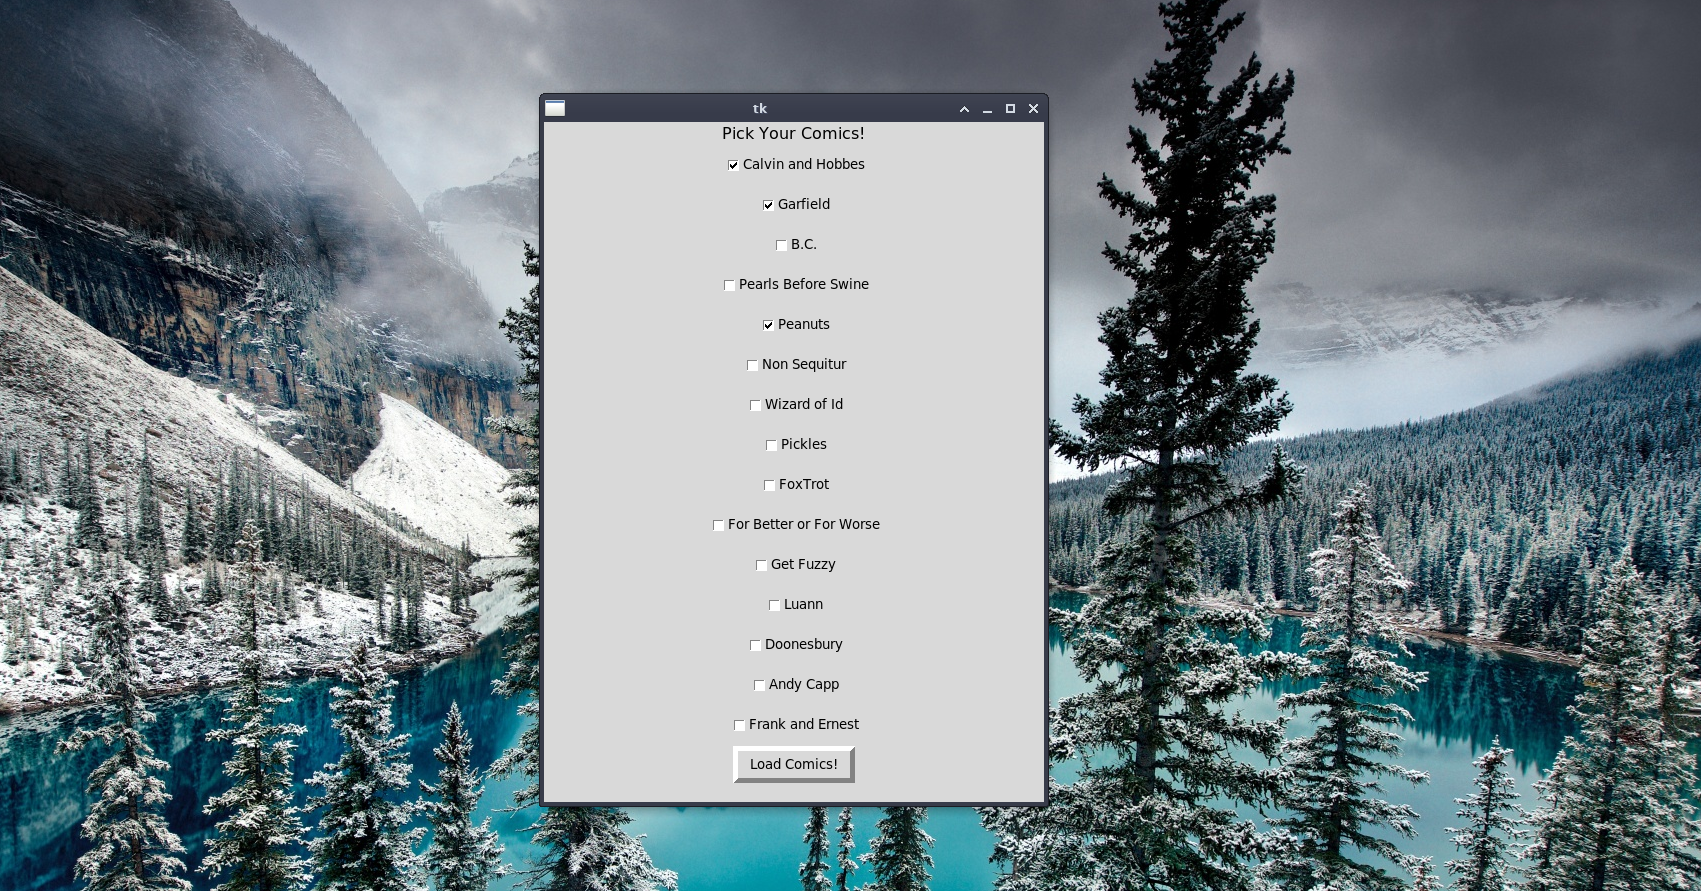 tk
Pick Your Comics!
Calvin and Hobbes
Garfield
B.C.
Pearls Before Swine
Peanuts
Non Sequitur
Wizard of Id
Pickles
FoxTrot
For Better or For Worse
Get Fuzzy
Luann
Doonesbury
Andy Capp
Frank and Ernest
Load Comics!